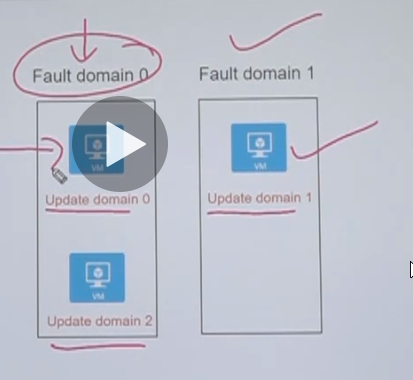 Fault domain 0
Fault domain 1
VM
VM
Update domain 0
Update domain 1
VM
Update domain 2